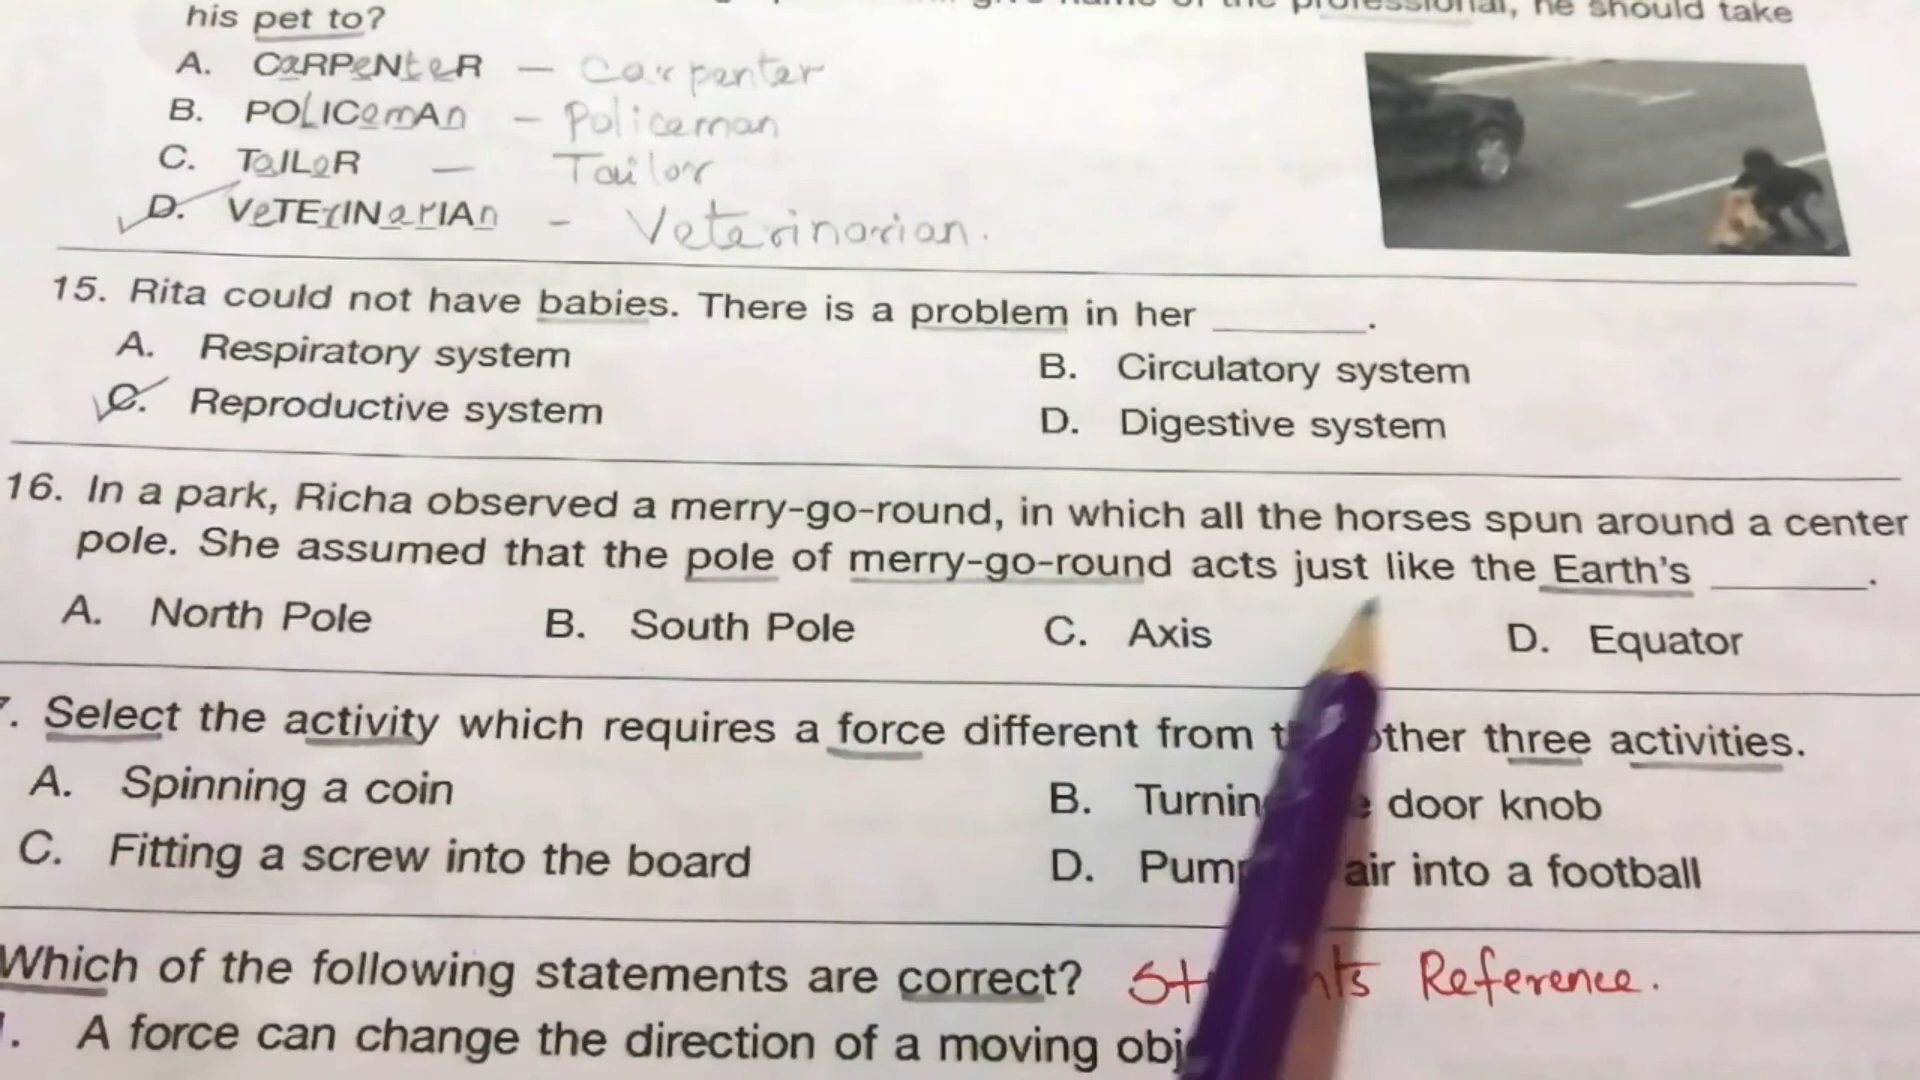 professional, he should take
his pet to?
A. CaRPeNteR – Carpenter
B. POLICemAn – Policeman
C. TaILoR – Tailor
D. VeTErINarIAn – Veterinarian.
15. Rita could not have babies. There is a problem in her ______.
A. Respiratory system
B. Circulatory system
C. Reproductive system
D. Digestive system
16. In a park, Richa observed a merry-go-round, in which all the horses spun around a center
pole. She assumed that the pole of merry-go-round acts just like the Earth's ______.
A. North Pole B. South Pole C. Axis D. Equator
. Select the activity which requires a force different from other three activities.
A. Spinning a coin
B. door knob
C. Fitting a screw into the board
D. air into a football
Which of the following statements are correct? Reference.
. A force can change the direction of a moving